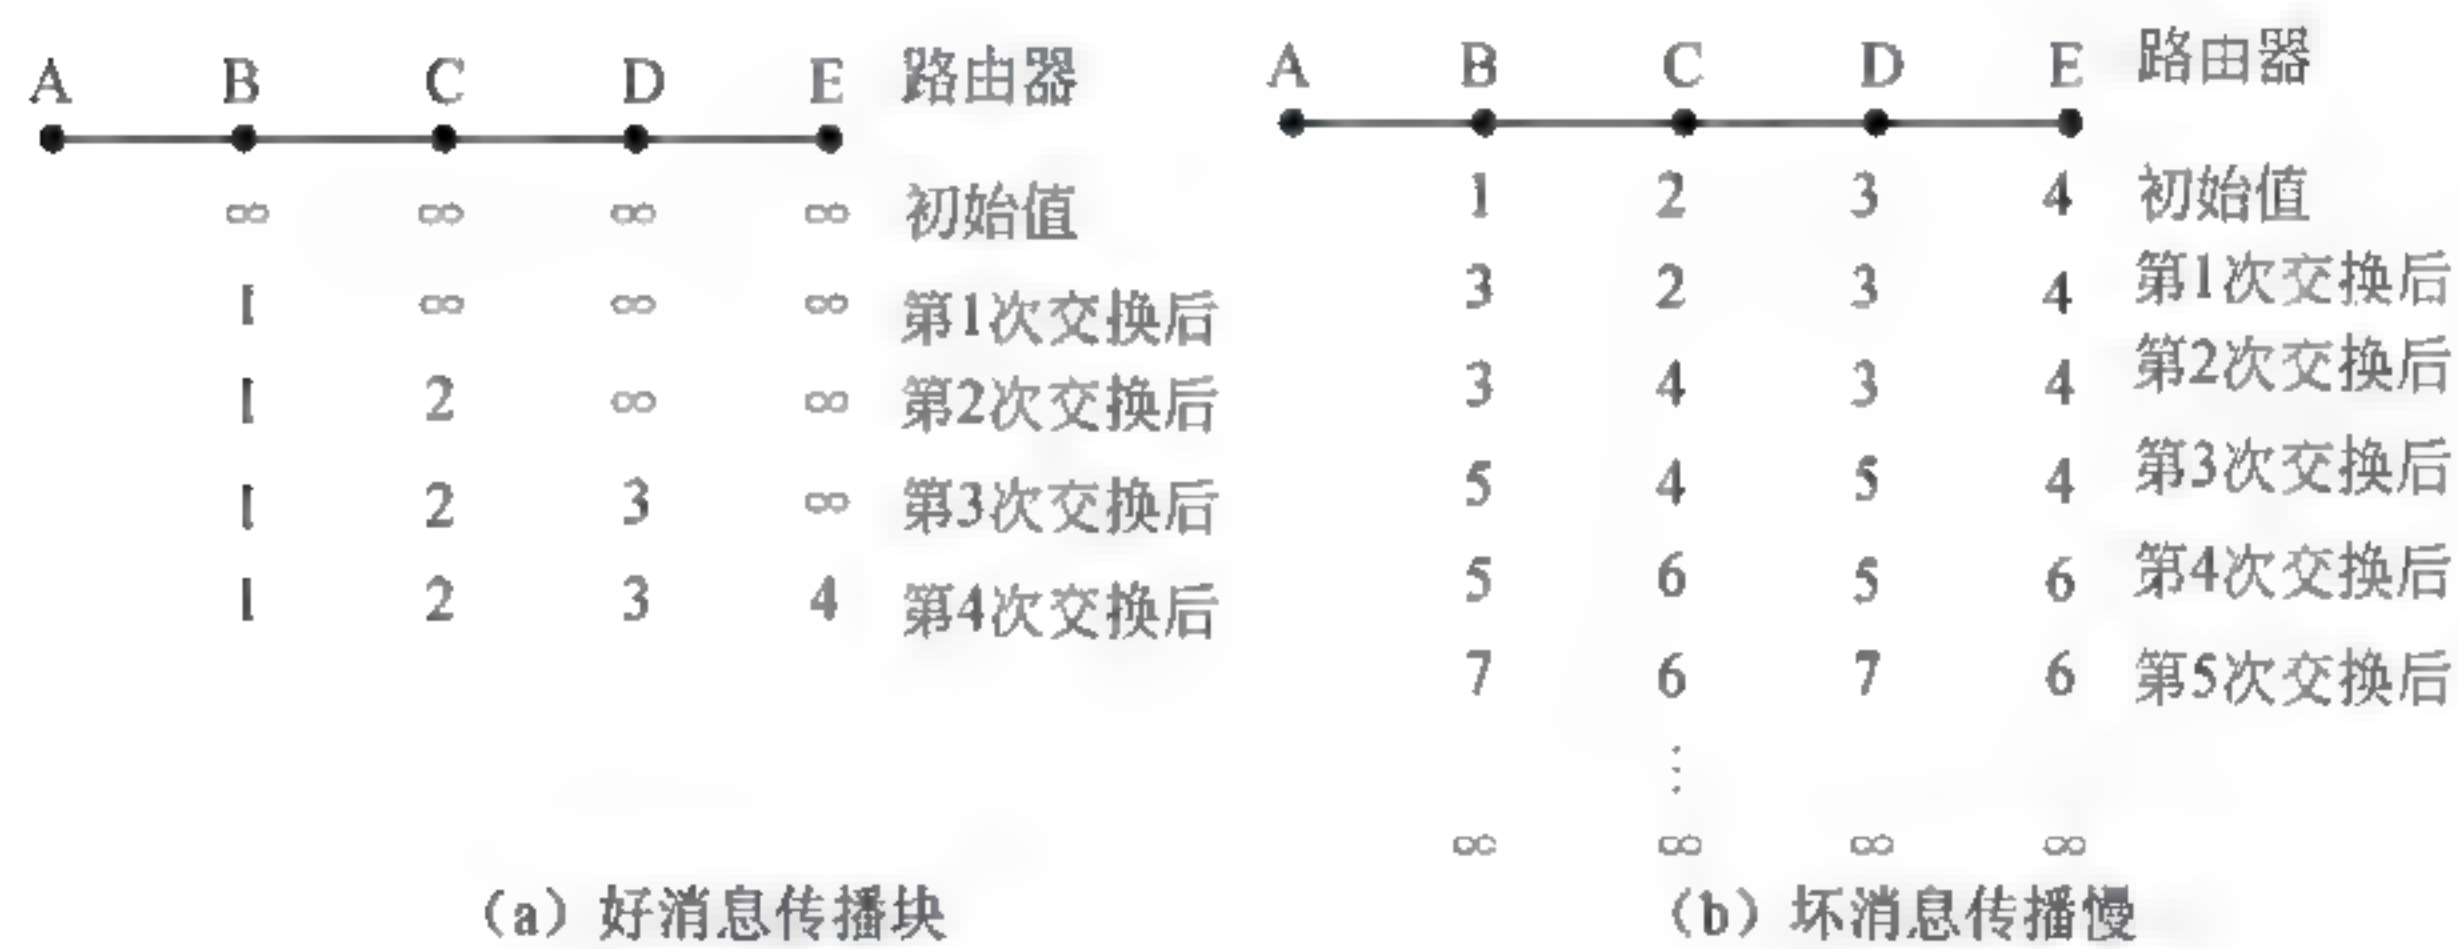 A B C D E 路由器
∞ ∞ ∞ ∞ 初始值
1 ∞ ∞ ∞ 第1次交换后
1 2 ∞ ∞ 第2次交换后
1 2 3 ∞ 第3次交换后
1 2 3 4 第4次交换后
(a) 好消息传播块
A B C D E 路由器
1 2 3 4 初始值
3 2 3 4 第1次交换后
3 4 3 4 第2次交换后
5 4 5 4 第3次交换后
5 6 5 6 第4次交换后
7 6 7 6 第5次交换后
⋮
∞ ∞ ∞ ∞
(b) 坏消息传播慢